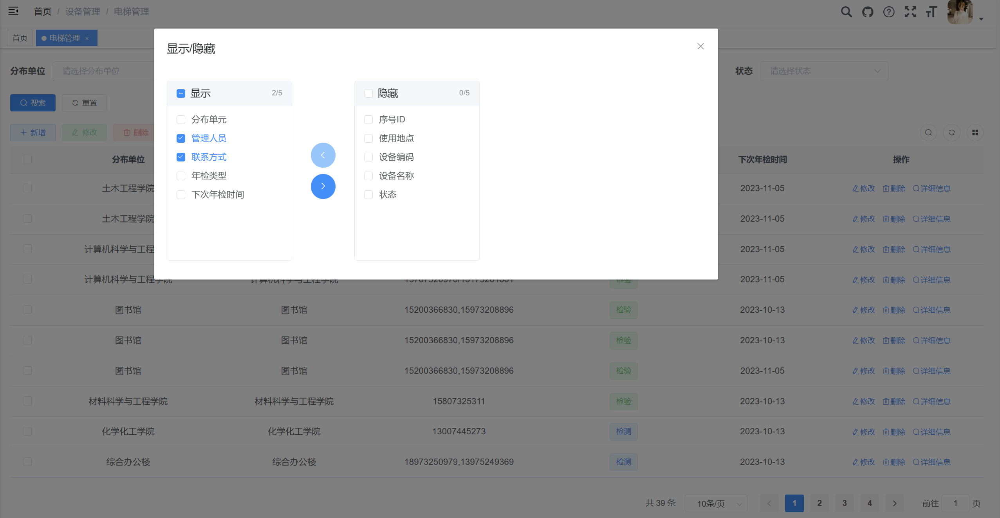 首页 / 设备管理 / 电梯管理
首页
电梯管理 ×
显示/隐藏
分布单位 请选择分布单位
状态 请选择状态
搜索 重置
新增 修改 删除
显示 2/5
分布单元
管理人员
联系方式
年检类型
下次年检时间
隐藏 0/5
序号ID
使用地点
设备编码
设备名称
状态
分布单位 下次年检时间 操作
土木工程学院 2023-11-05 修改 删除 详细信息
土木工程学院 2023-11-05 修改 删除 详细信息
计算机科学与工程 2023-11-05 修改 删除 详细信息
计算机科学与工程学院 计算机科学与工程学院 检验 2023-11-05 修改 删除 详细信息
图书馆 图书馆 15200366830,15973208896 检验 2023-10-13 修改 删除 详细信息
图书馆 图书馆 15200366830,15973208896 检验 2023-10-13 修改 删除 详细信息
图书馆 图书馆 15200366830,15973208896 检验 2023-11-05 修改 删除 详细信息
材料科学与工程学院 材料科学与工程学院 15807325311 检验 2023-10-13 修改 删除 详细信息
化学化工学院 化学化工学院 13007445273 检测 2023-10-13 修改 删除 详细信息
综合办公楼 综合办公楼 18973250979,13975249369 检测 2023-10-13 修改 删除 详细信息
共 39 条 10条/页 1 2 3 4 前往 1 页